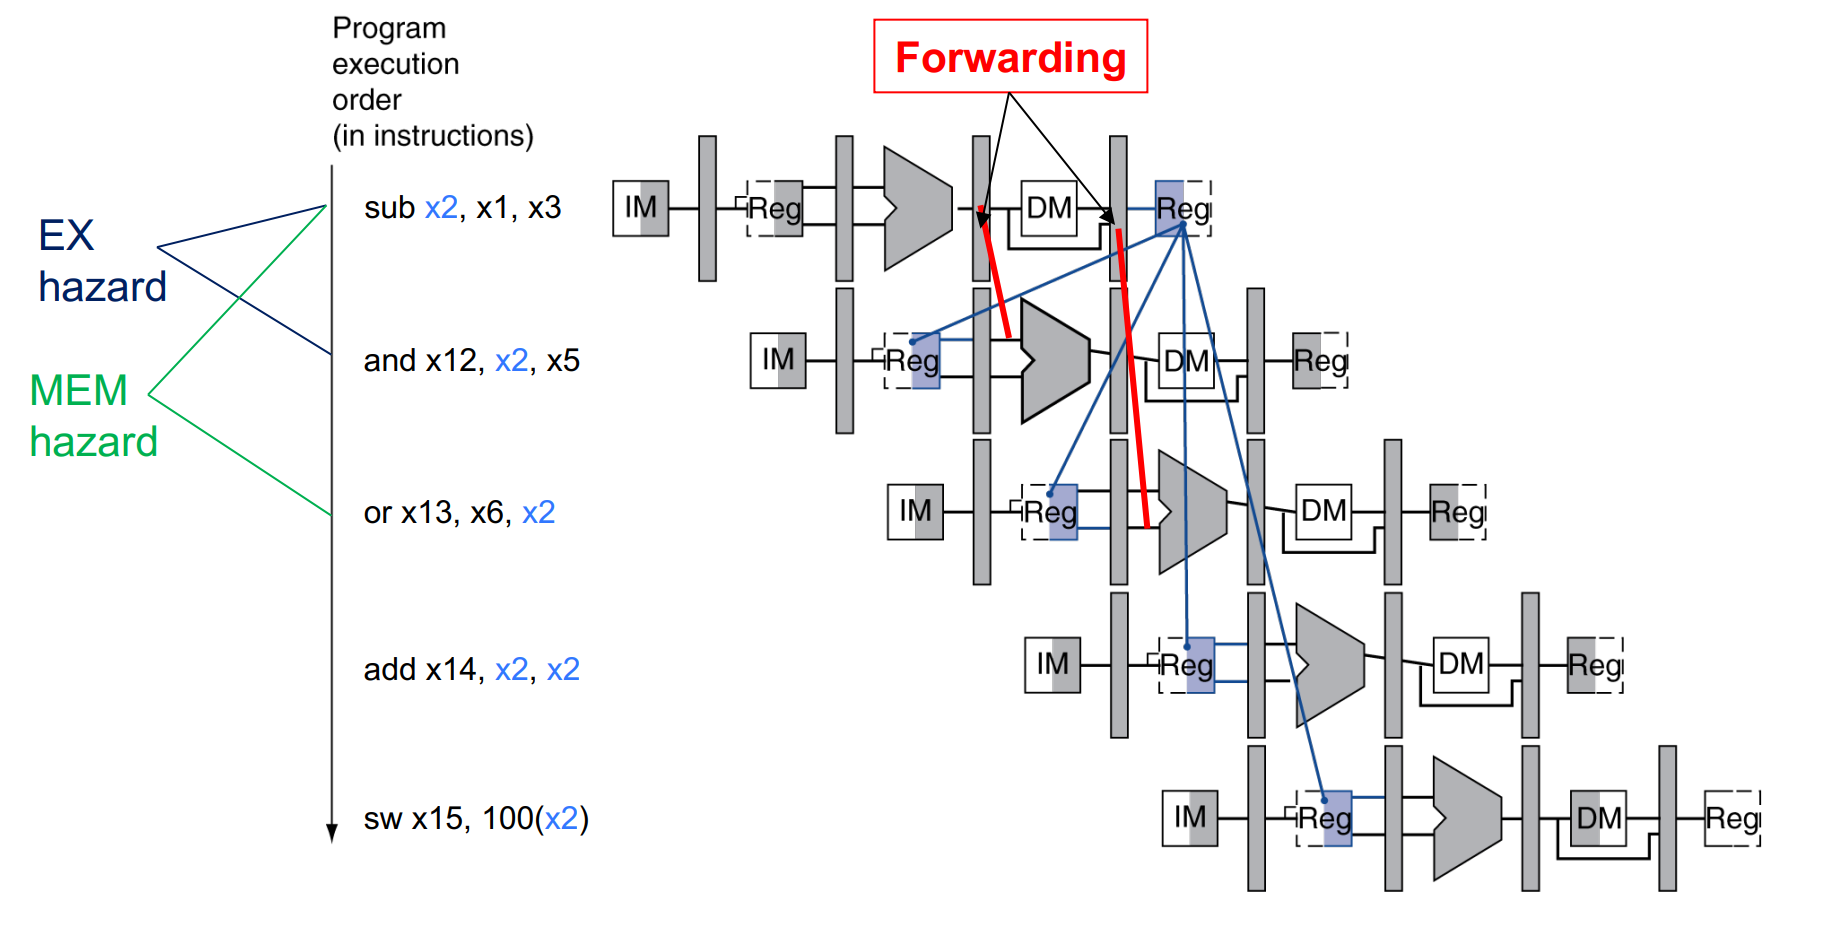 Program
execution
order
(in instructions)
Forwarding
EX
hazard
MEM
hazard
sub x2, x1, x3
IM
Reg
DM
Reg
and x12, x2, x5
IM
Reg
DM
Reg
or x13, x6, x2
IM
Reg
DM
Reg
add x14, x2, x2
IM
Reg
DM
Reg
sw x15, 100(x2)
IM
Reg
DM
Reg